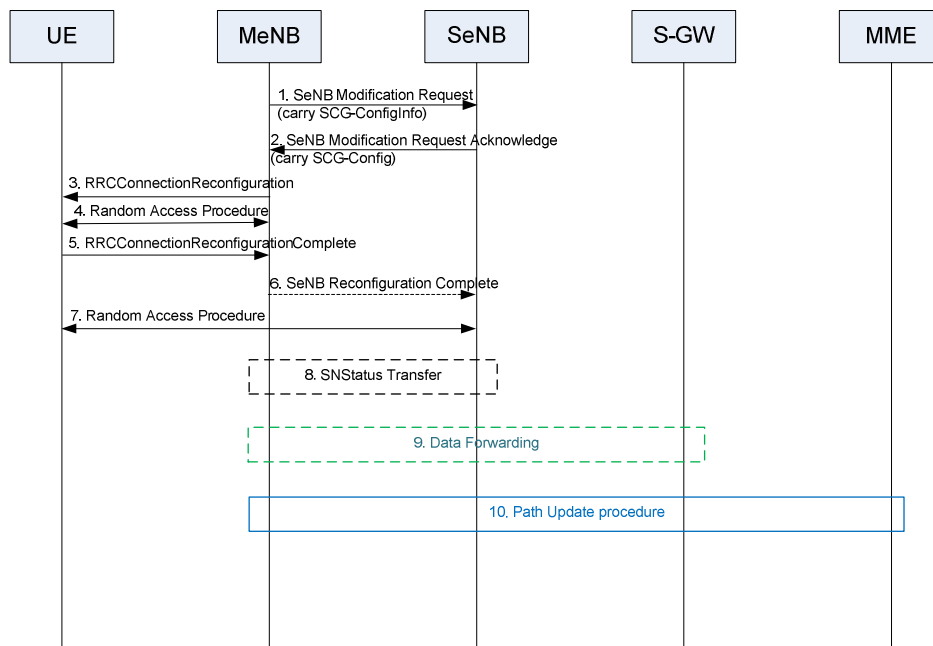 UE
MeNB
SeNB
S-GW
MME
1. SeNB Modification Request
(carry SCG-ConfigInfo)
2. SeNB Modification Request Acknowledge
(carry SCG-Config)
3. RRCConnectionReconfiguration
4. Random Access Procedure
5. RRCConnectionReconfigurationComplete
6. SeNB Reconfiguration Complete
7. Random Access Procedure
8. SNStatus Transfer
9. Data Forwarding
10. Path Update procedure